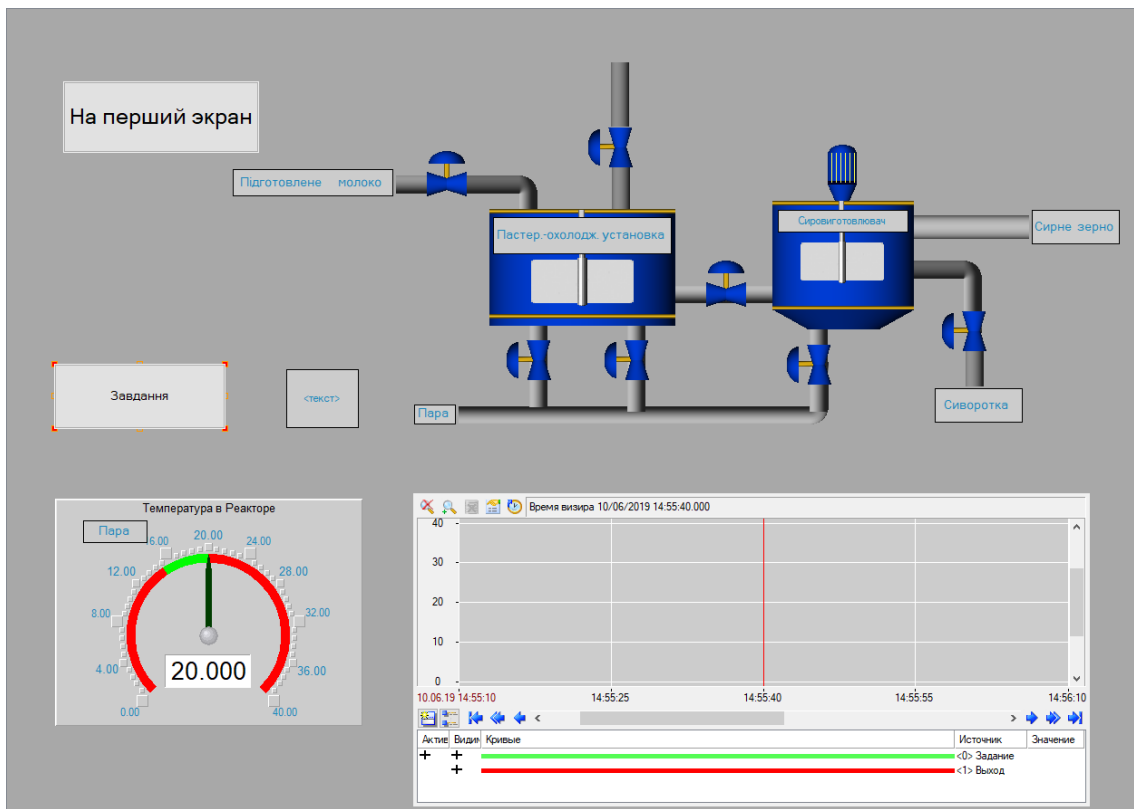 На перший экран
Підготовлене молоко
Пастер.-охолодж. установка
Сировиготовлювач
Сирне зерно
Завдання
<текст>
Пара
Сиворотка
Температура в Реакторе
Пара
16.00
20.00
24.00
12.00
28.00
8.00
32.00
4.00
36.00
0.00
40.00
20.000
Время визира 10/06/2019 14:55:40.000
40
30
20
10
0
10.06.19 14:55:10
14:55:25
14:55:40
14:55:55
14:56:10
Актив Видим Кривые Источник Значение
<0> Задание
<1> Выход